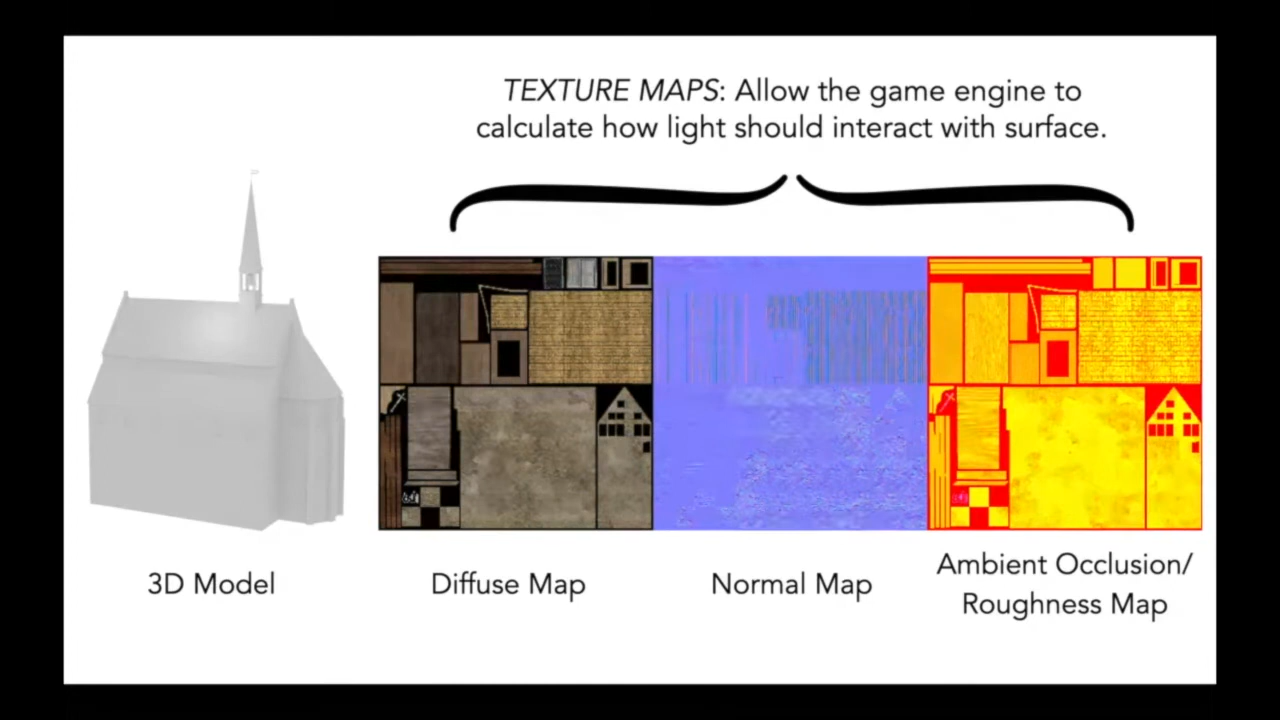 TEXTURE MAPS: Allow the game engine to
calculate how light should interact with surface.
3D Model
Diffuse Map
Normal Map
Ambient Occlusion/
Roughness Map